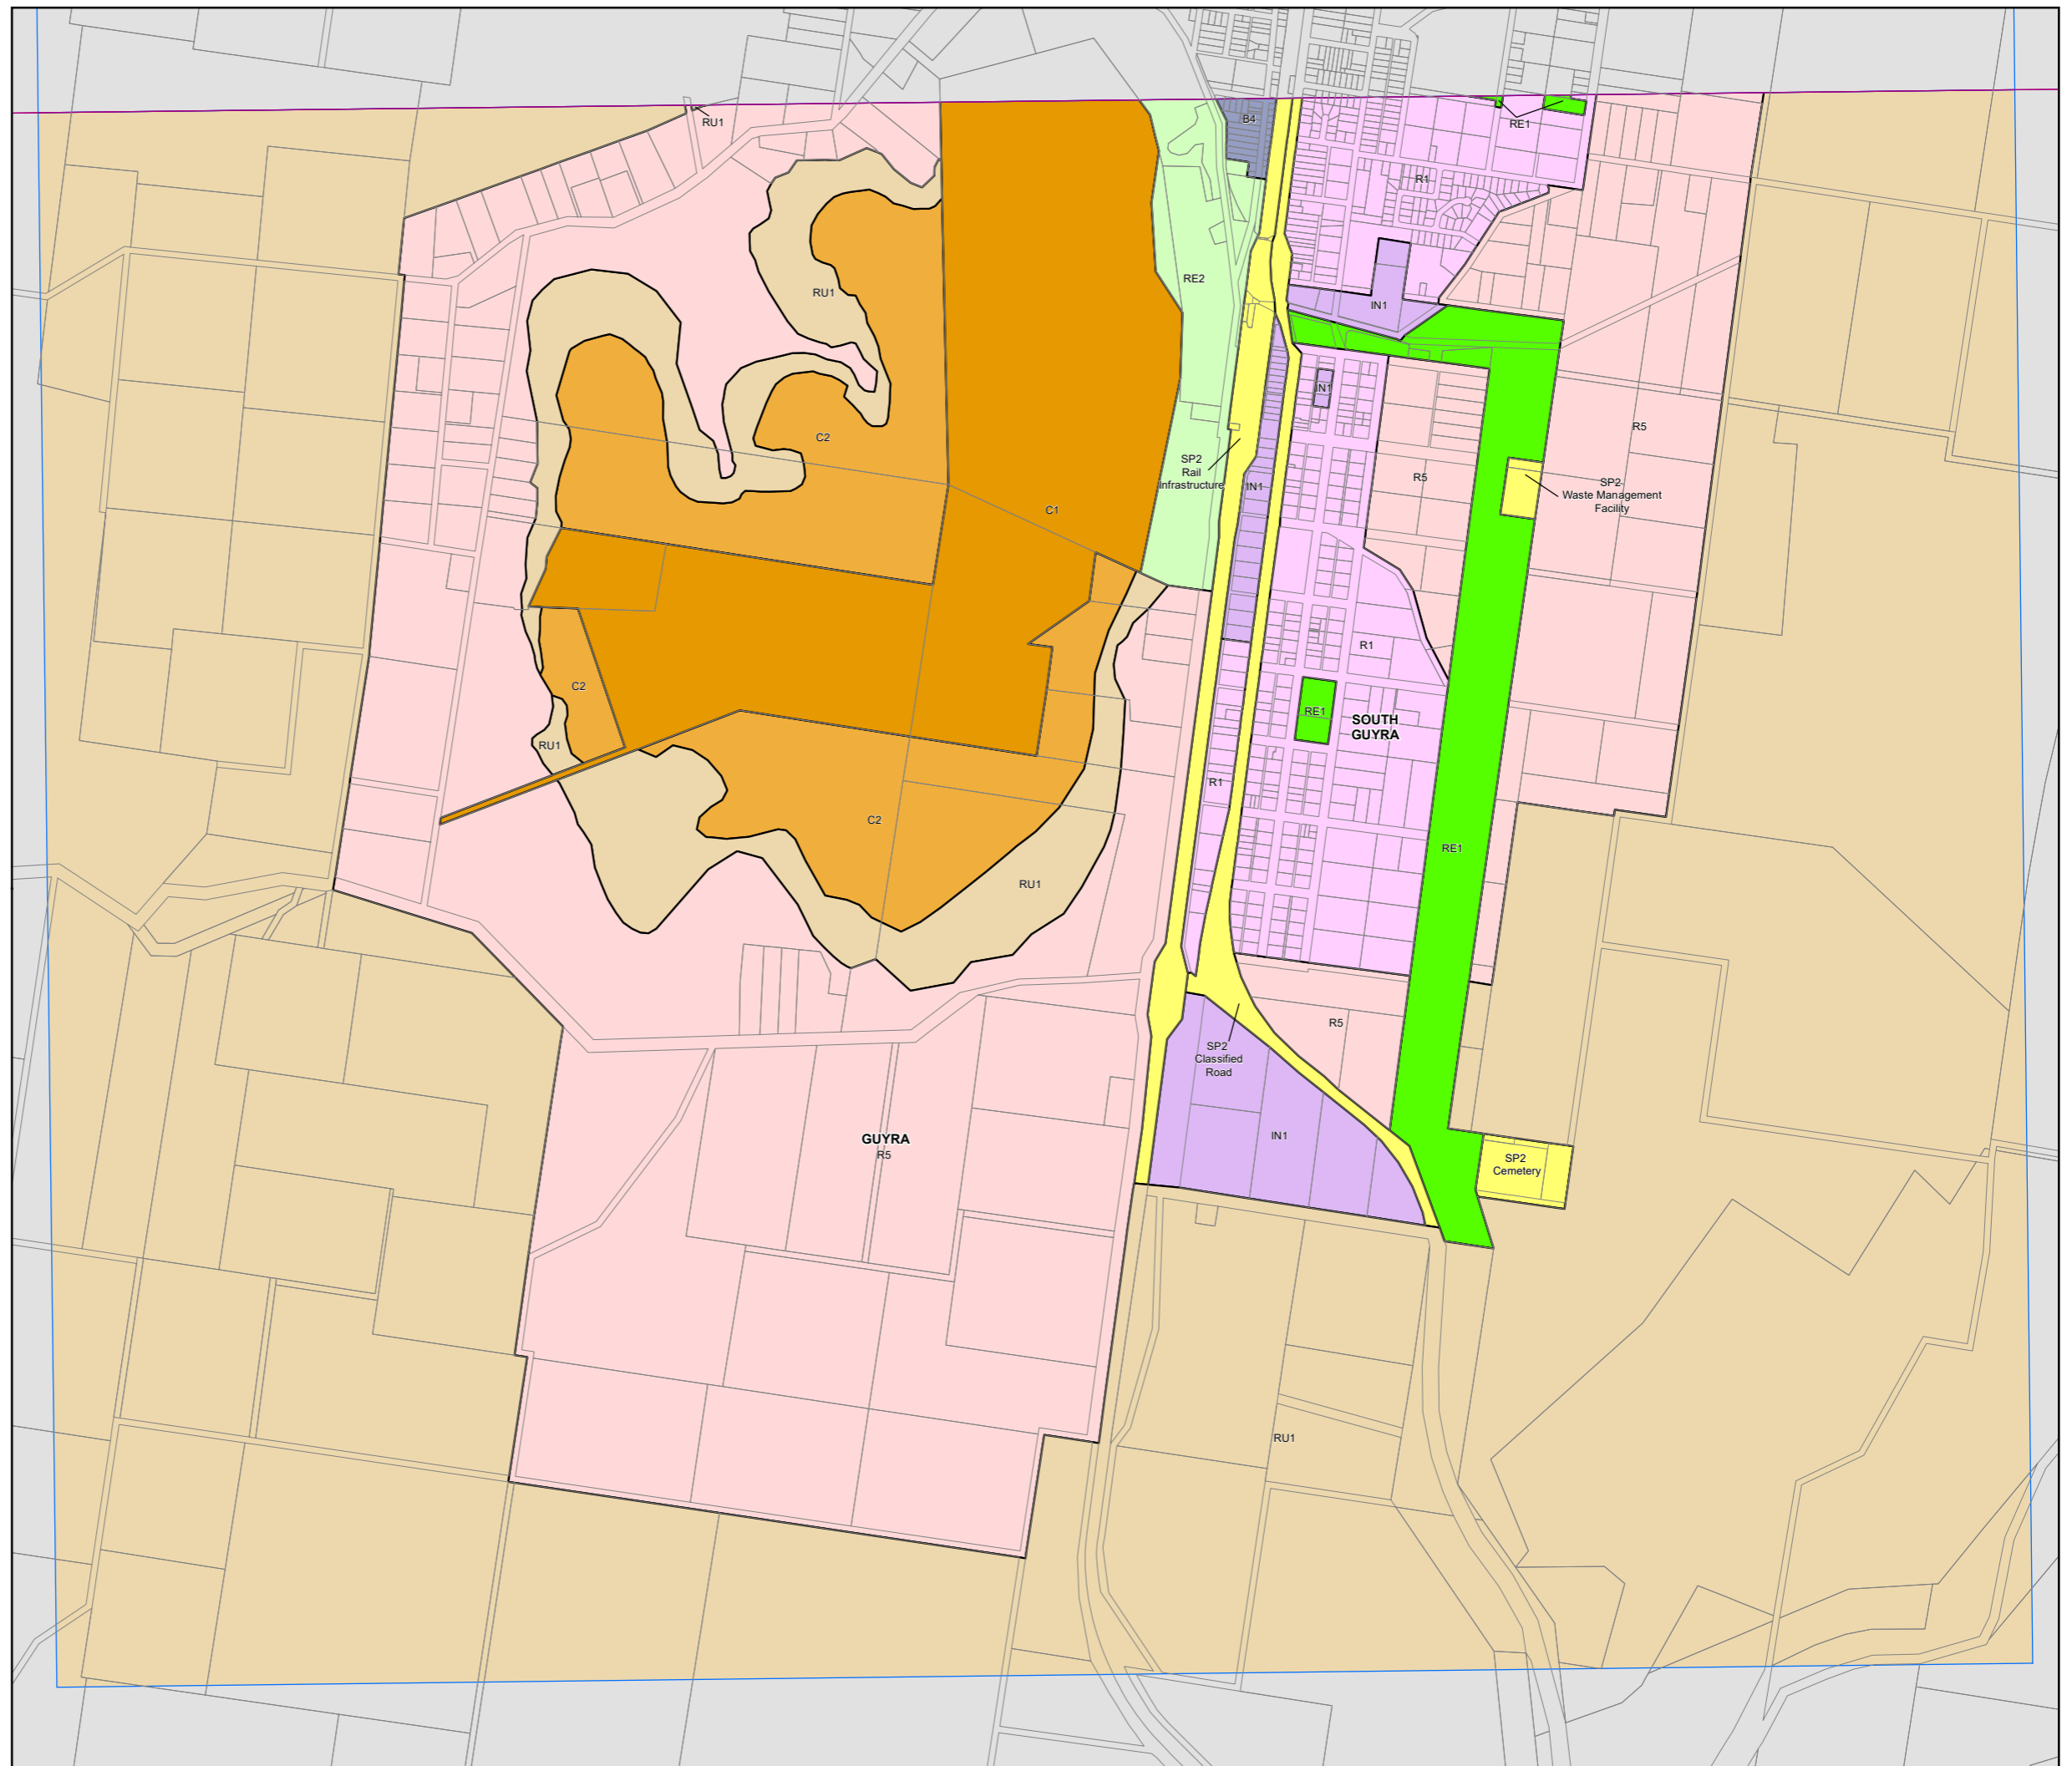 RU1
B4
RE1
R1
RE2
RU1
IN1
IN1
C2
R5
R5
SP2
Rail
Infrastructure
IN1
SP2
Waste Management
Facility
C1
R1
C2
RE1
SOUTH
GUYRA
RU1
R1
C2
RE1
RU1
R5
SP2
Classified
Road
IN1
GUYRA
R5
SP2
Cemetery
RU1